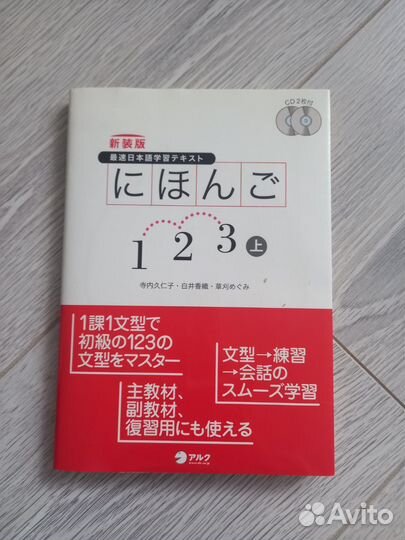 CD2枚付
新装版
最速日本語学習テキスト
にほんご
1 2 3 上
寺内久仁子・白井香織・草刈めぐみ
1課1文型で
初級の123の
文型をマスター
文型→練習
→会話の
スムーズ学習
主教材、
副教材、
復習用にも使える
アルク
Avito